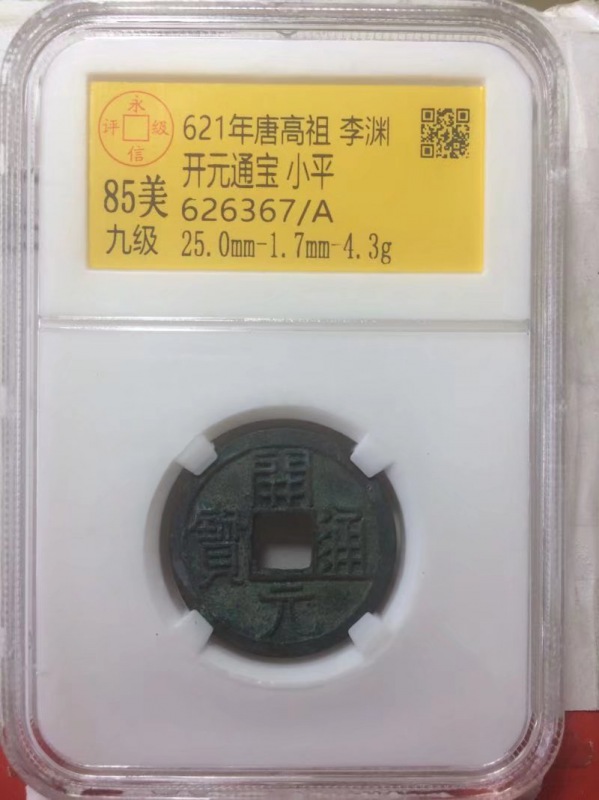 永信评级
621年唐高祖 李渊
开元通宝 小平
85美 626367/A
九级 25.0mm-1.7mm-4.3g
開
寳 通
元